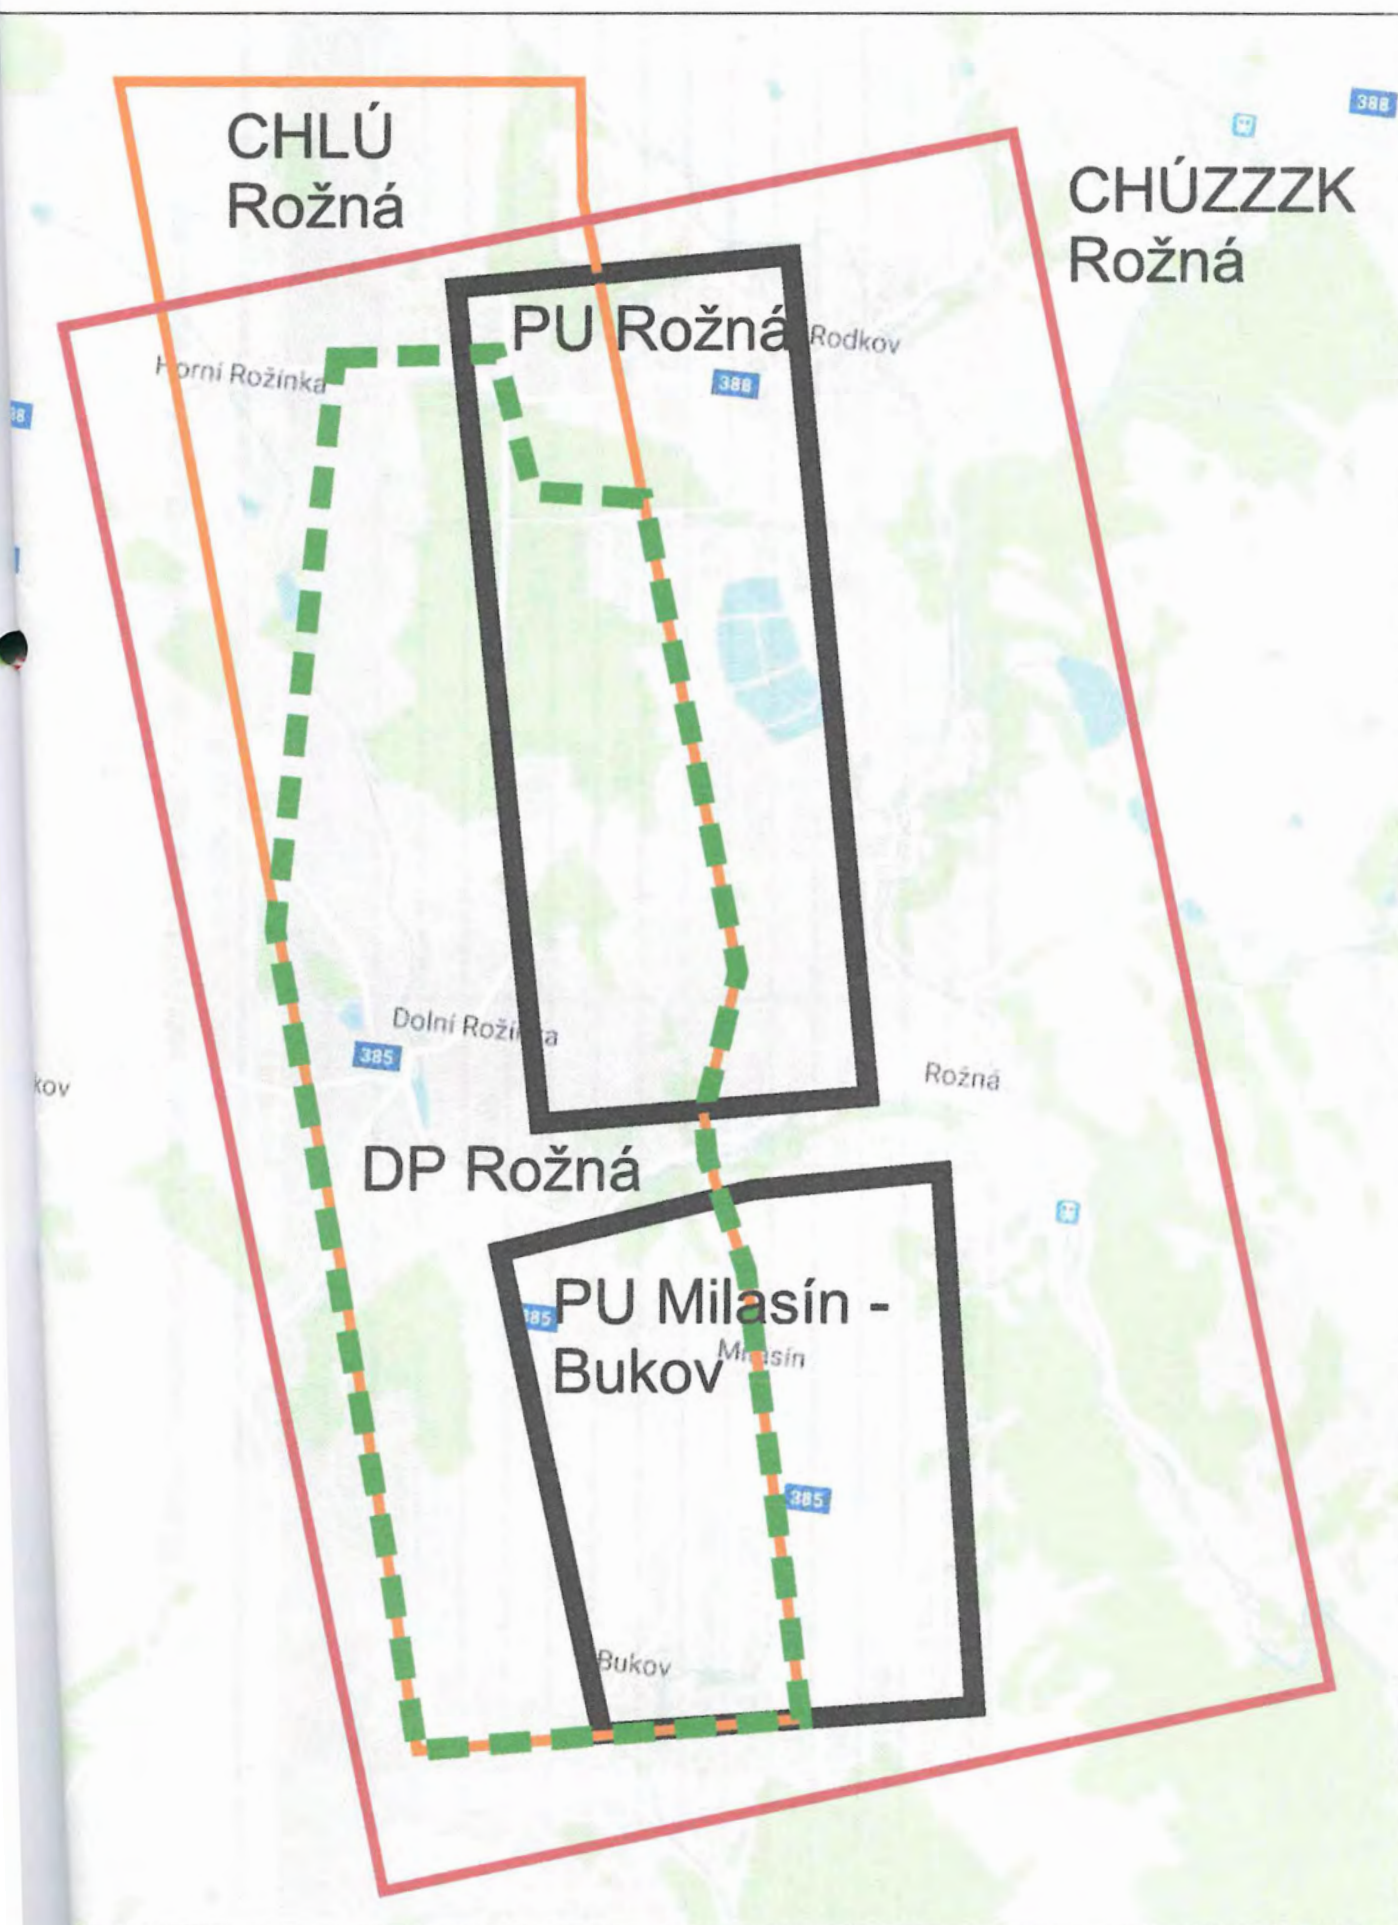 388
CHLÚ
Rožná
CHÚZZZK
Rožná
PU Rožná
Rodkov
Horní Rožínka
388
38
Dolní Rožínka
385
kov
Rožná
DP Rožná
PU Milasín -
Bukov
385
Milasín
385
Bukov